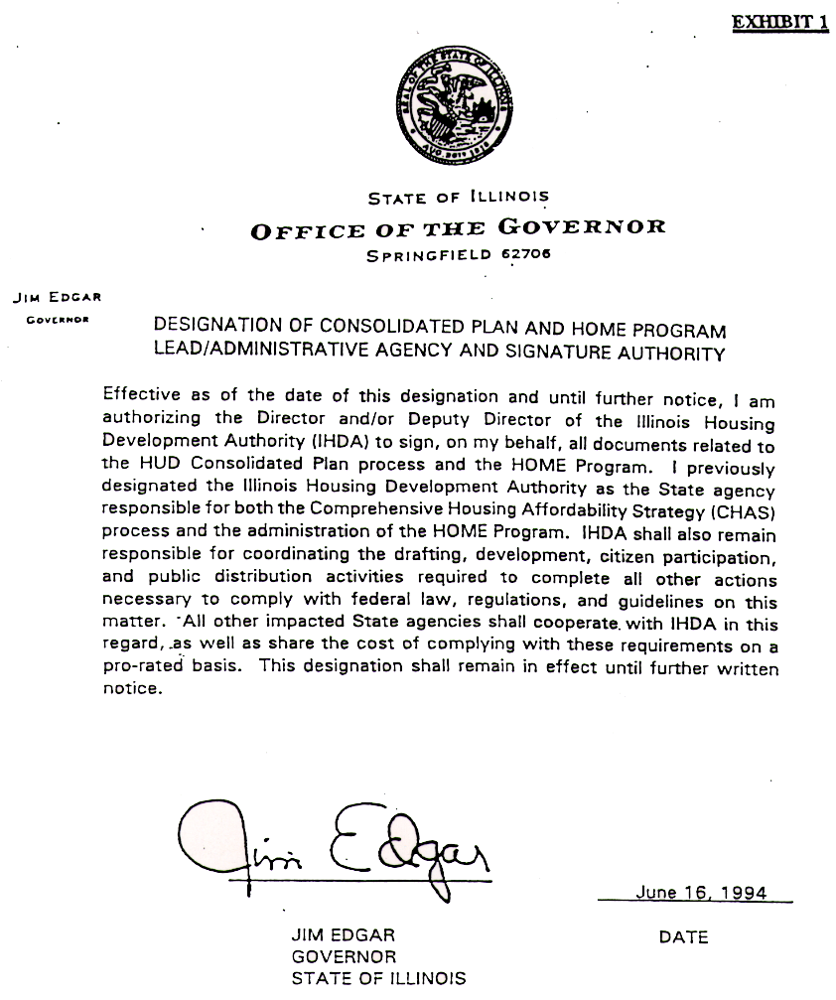 EXHIBIT 1
SEAL OF THE STATE OF ILLINOIS
AUG. 26TH 1818
STATE OF ILLINOIS
OFFICE OF THE GOVERNOR
SPRINGFIELD 62706
JIM EDGAR
GOVERNOR
DESIGNATION OF CONSOLIDATED PLAN AND HOME PROGRAM
LEAD/ADMINISTRATIVE AGENCY AND SIGNATURE AUTHORITY
Effective as of the date of this designation and until further notice, I am
authorizing the Director and/or Deputy Director of the Illinois Housing
Development Authority (IHDA) to sign, on my behalf, all documents related to
the HUD Consolidated Plan process and the HOME Program. I previously
designated the Illinois Housing Development Authority as the State agency
responsible for both the Comprehensive Housing Affordability Strategy (CHAS)
process and the administration of the HOME Program. IHDA shall also remain
responsible for coordinating the drafting, development, citizen participation,
and public distribution activities required to complete all other actions
necessary to comply with federal law, regulations, and guidelines on this
matter. All other impacted State agencies shall cooperate with IHDA in this
regard, as well as share the cost of complying with these requirements on a
pro-rated basis. This designation shall remain in effect until further written
notice.
Jim Edgar
June 16, 1994
JIM EDGAR
DATE
GOVERNOR
STATE OF ILLINOIS